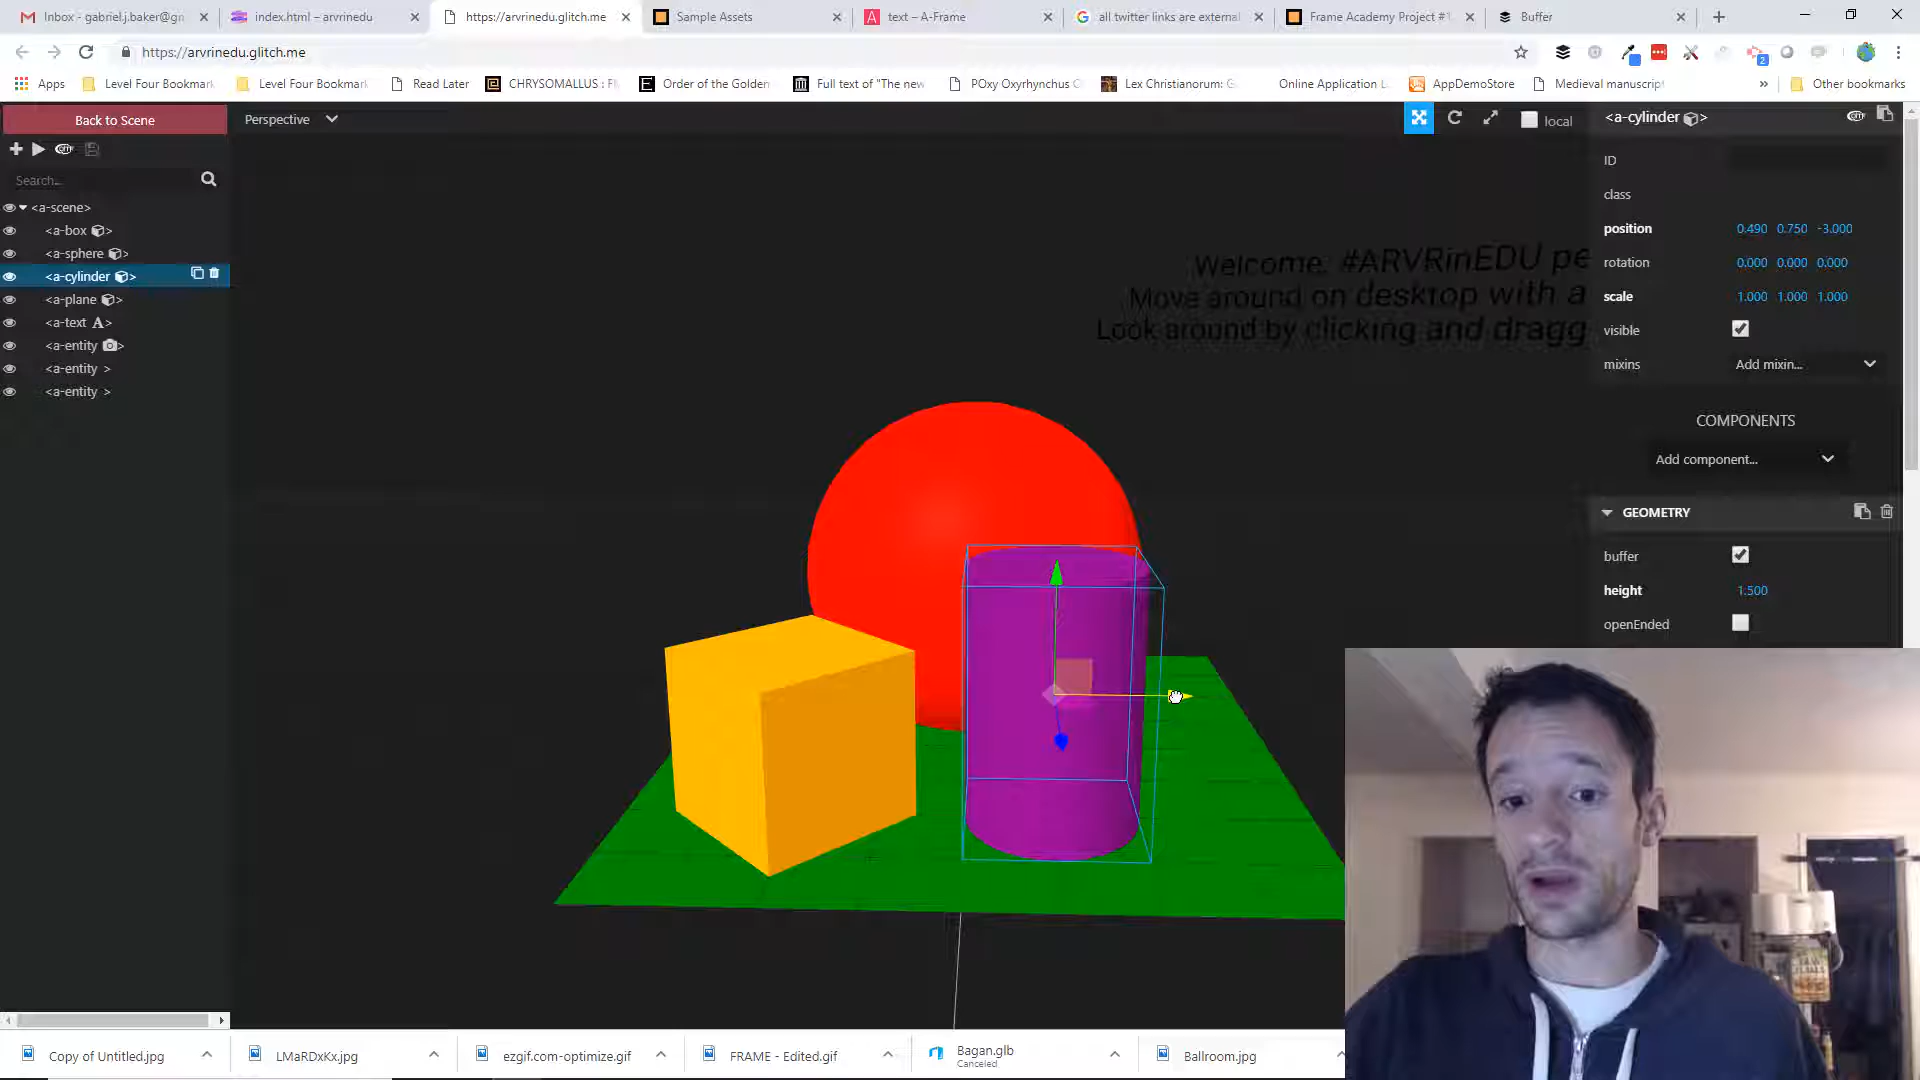 Inbox - gabriel.j.baker@gm
index.html – arvrinedu
https://arvrinedu.glitch.me
Sample Assets
text – A-Frame
all twitter links are external
Frame Academy Project #1
Buffer
https://arvrinedu.glitch.me
2
Apps
Level Four Bookmark
Level Four Bookmark
Read Later
CHRYSOMALLUS : Fl
Order of the Golden
Full text of "The new
POxy Oxyrhynchus C
Lex Christianorum: G
Online Application L
AppDemoStore
Medieval manuscript
»
Other bookmarks
Back to Scene
Perspective
local
<a-cylinder >
Search...
<a-scene>
<a-box >
<a-sphere >
<a-cylinder >
<a-plane >
<a-text A>
<a-entity >
<a-entity >
<a-entity >
ID
class
position 0.490 0.750 -3.000
rotation 0.000 0.000 0.000
scale 1.000 1.000 1.000
visible
mixins Add mixin...
COMPONENTS
Add component...
GEOMETRY
buffer
height 1.500
openEnded
Welcome, #ARVRinEDU pe
Move around on desktop with a
Look around by clicking and dragg
Copy of Untitled.jpg
LMaRDxKx.jpg
ezgif.com-optimize.gif
FRAME - Edited.gif
Bagan.glb
Canceled
Ballroom.jpg